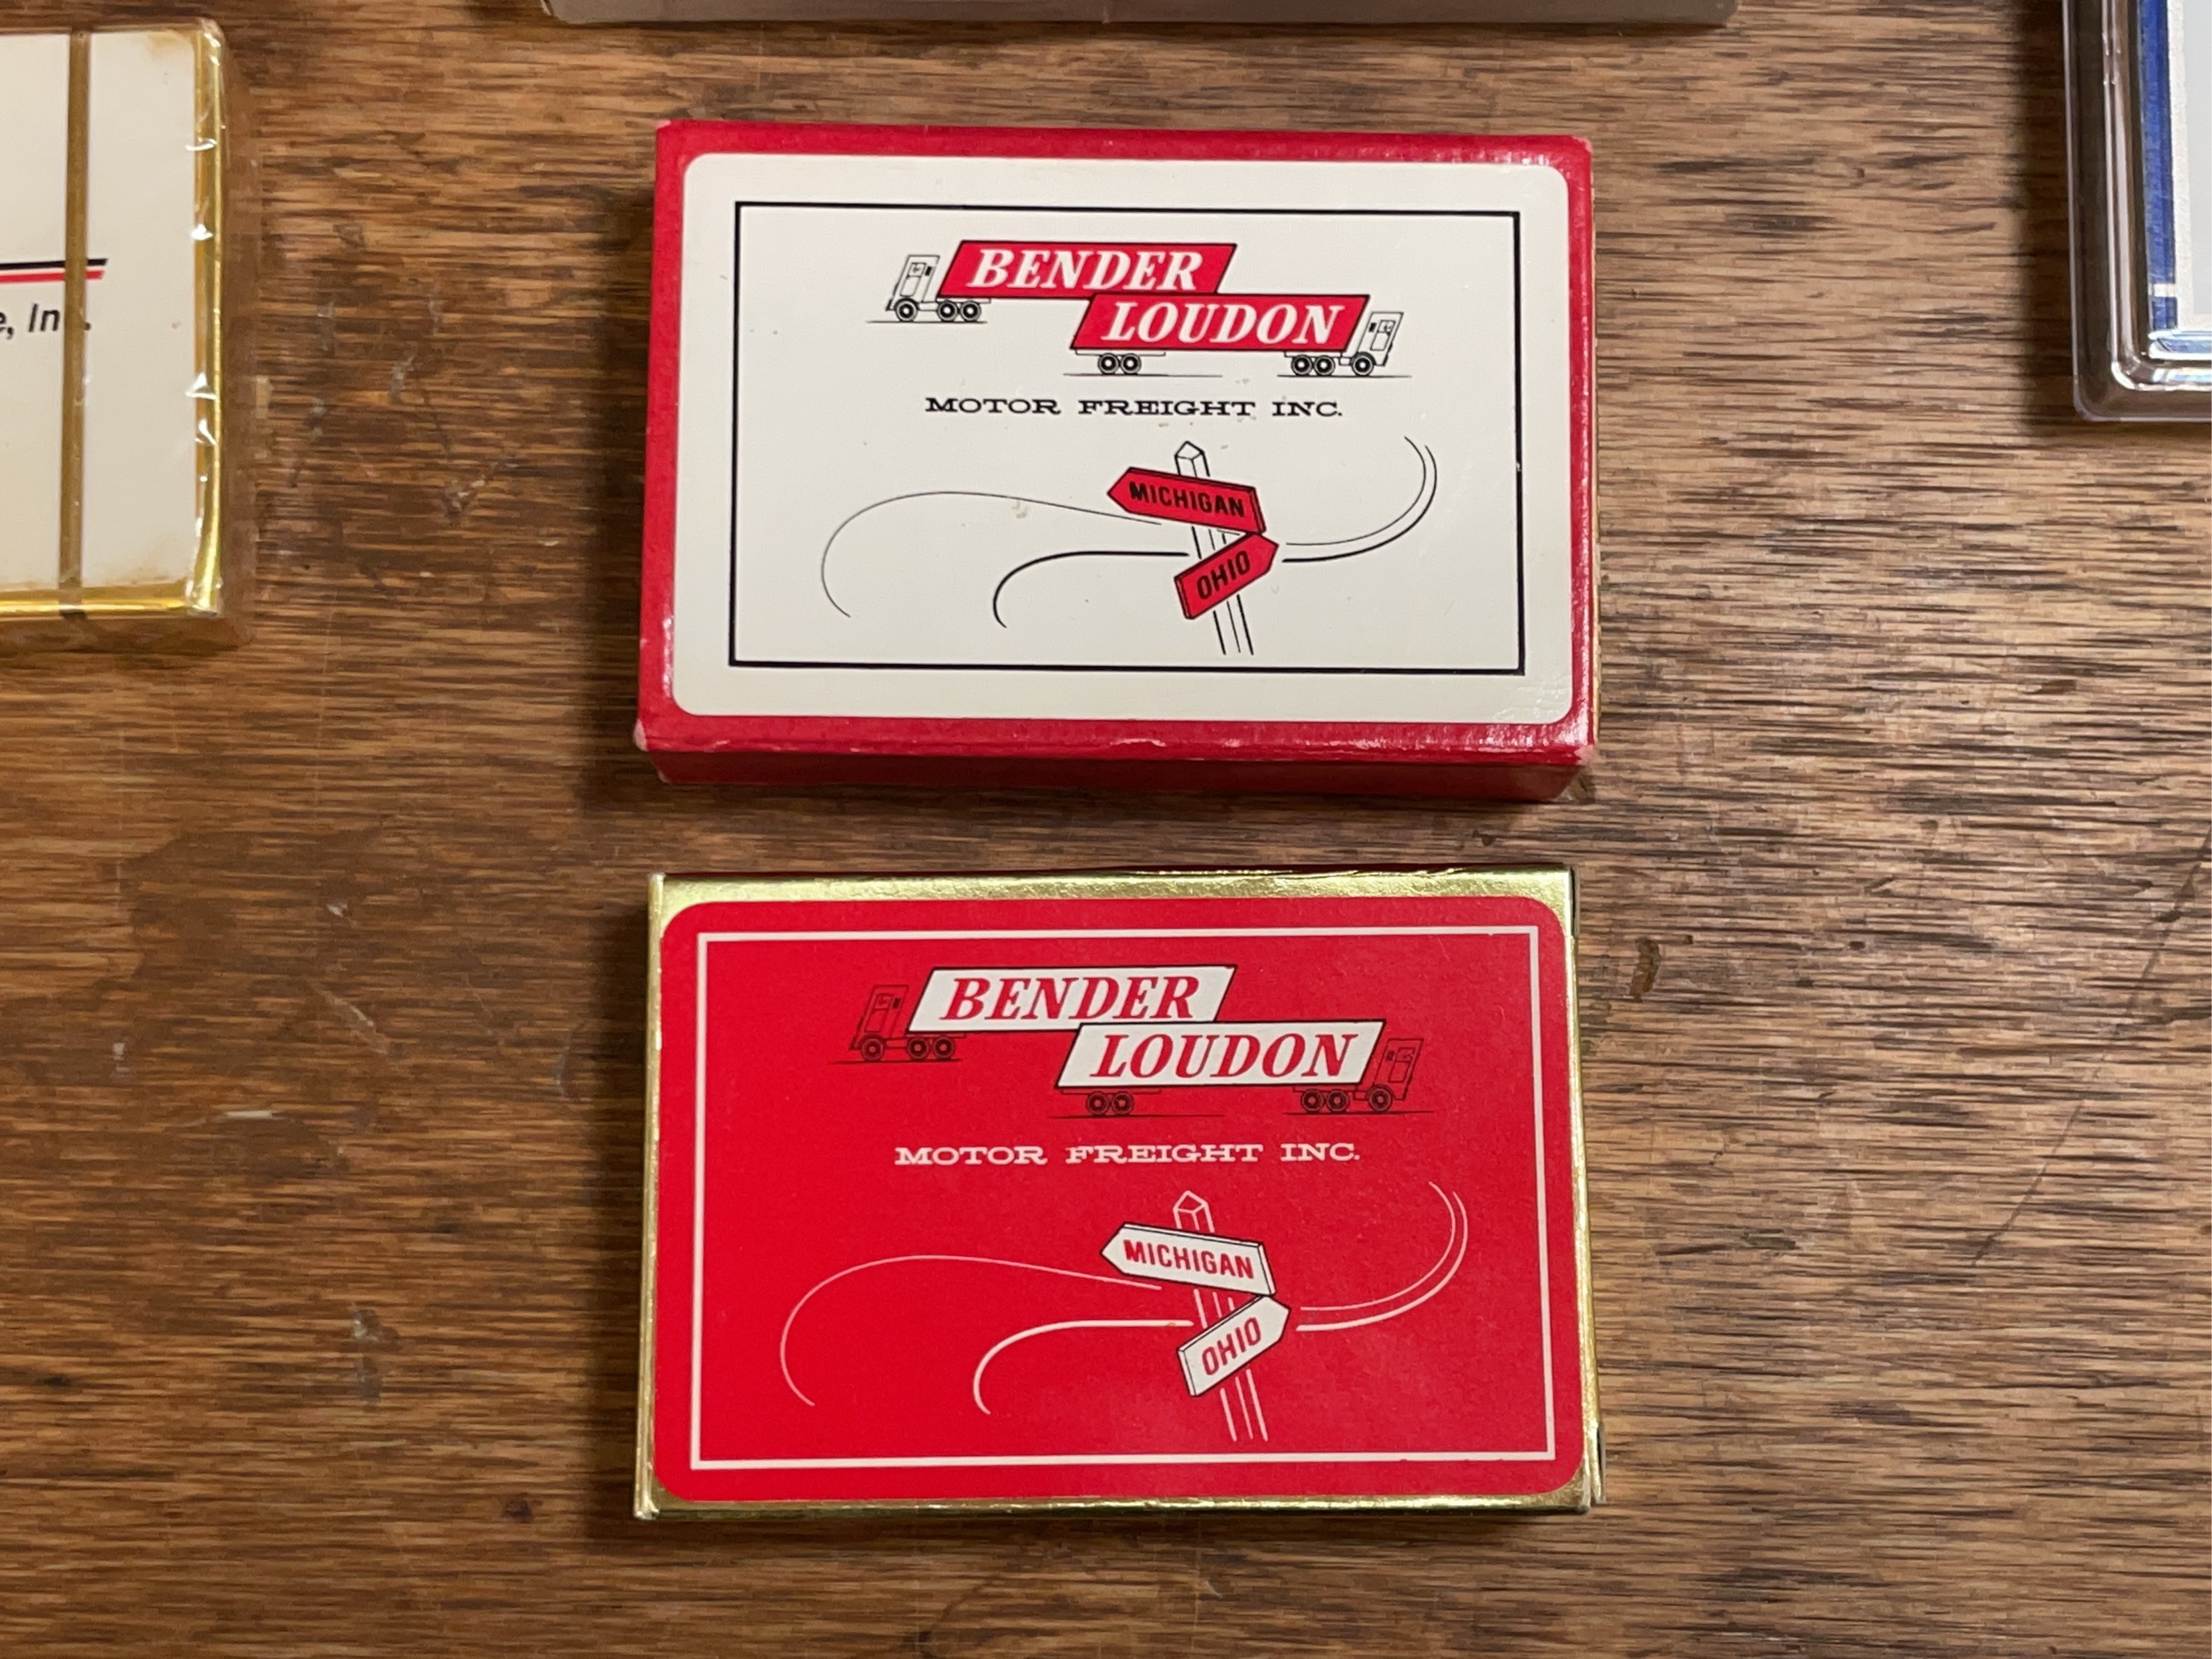 BENDER
LOUDON
MOTOR FREIGHT INC.
MICHIGAN
OHIO
BENDER
LOUDON
MOTOR FREIGHT INC.
MICHIGAN
OHIO